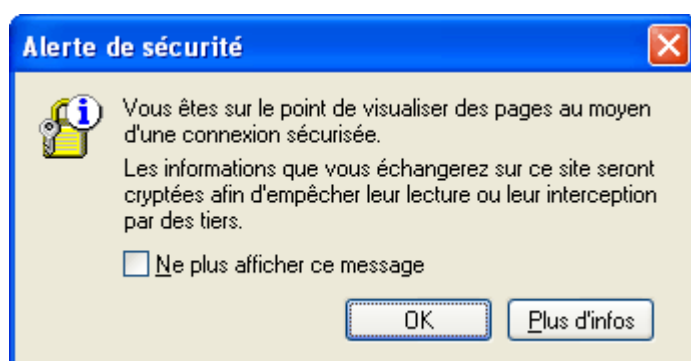 Alerte de sécurité
Vous êtes sur le point de visualiser des pages au moyen
d'une connexion sécurisée.
Les informations que vous échangerez sur ce site seront
cryptées afin d'empêcher leur lecture ou leur interception
par des tiers.
Ne plus afficher ce message
OK
Plus d'infos